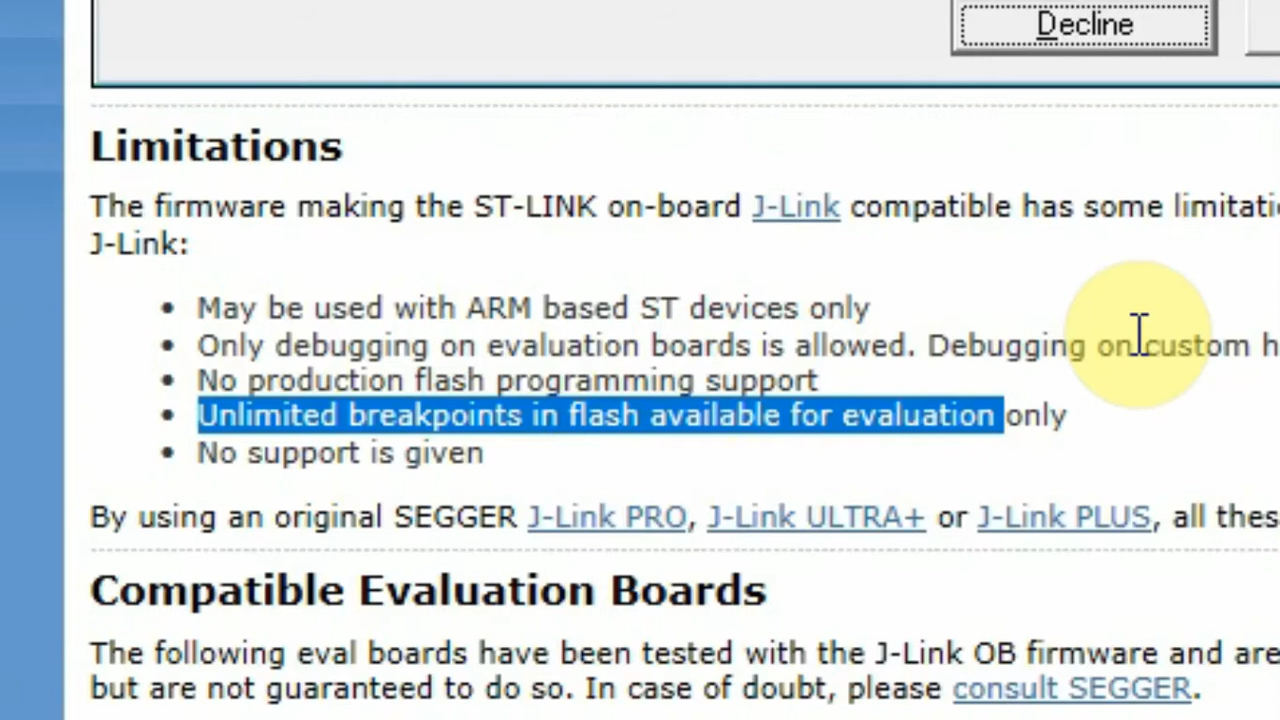 Decline
Limitations
The firmware making the ST-LINK on-board J-Link compatible has some
J-Link:
• May be used with ARM based ST devices only
• Only debugging on evaluation boards is allowed. Debugging on custom
• No production flash programming support
• Unlimited breakpoints in flash available for evaluation only
• No support is given
By using an original SEGGER J-Link PRO, J-Link ULTRA+ or J-Link PLUS, all
Compatible Evaluation Boards
The following eval boards have been tested with the J-Link OB firmware and are
but are not guaranteed to do so. In case of doubt, please consult SEGGER.